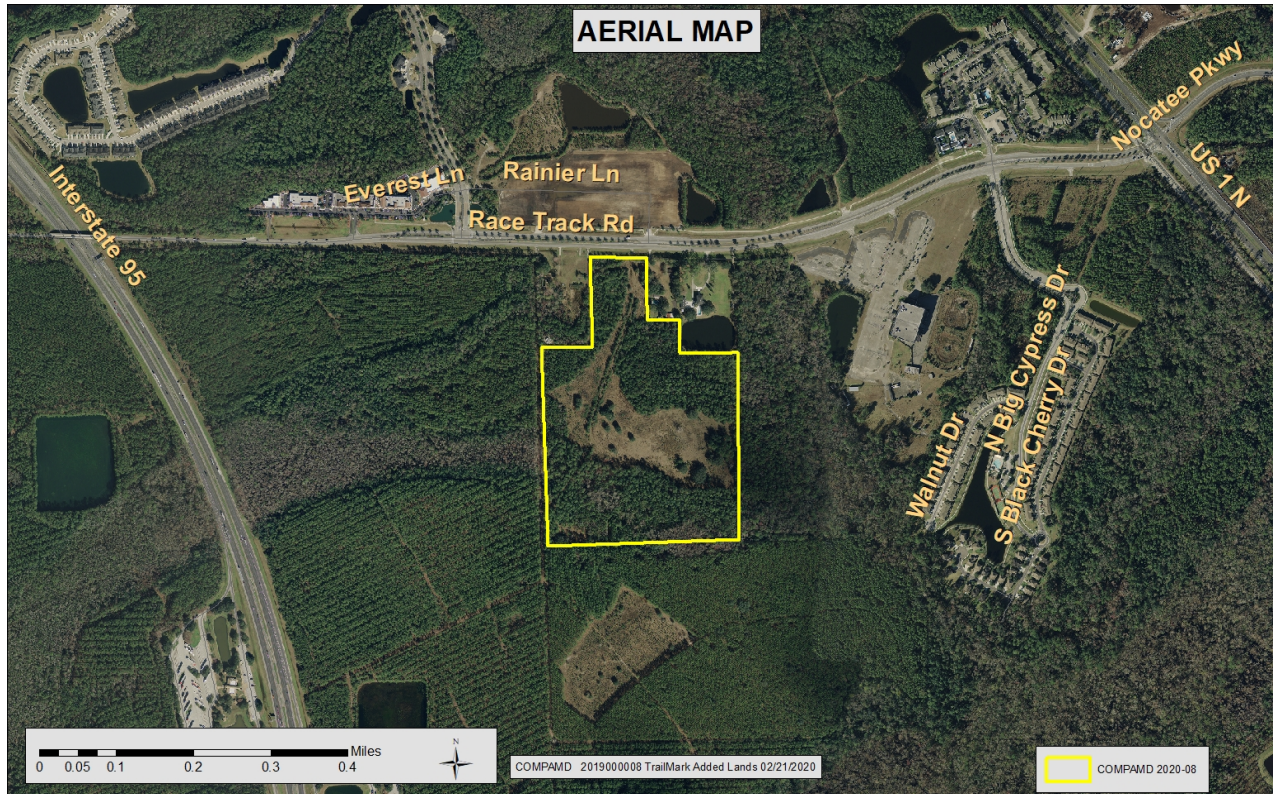 AERIAL MAP
Nocatee Pkwy
US 1 N
Interstate 95
Everest Ln
Rainier Ln
Race Track Rd
N Big Cypress Dr
S Black Cherry Dr
Walnut Dr
Miles
0 0.05 0.1 0.2 0.3 0.4
N
COMPAMD 2019000008 TrailMark Added Lands 02/21/2020
COMPAMD 2020-08